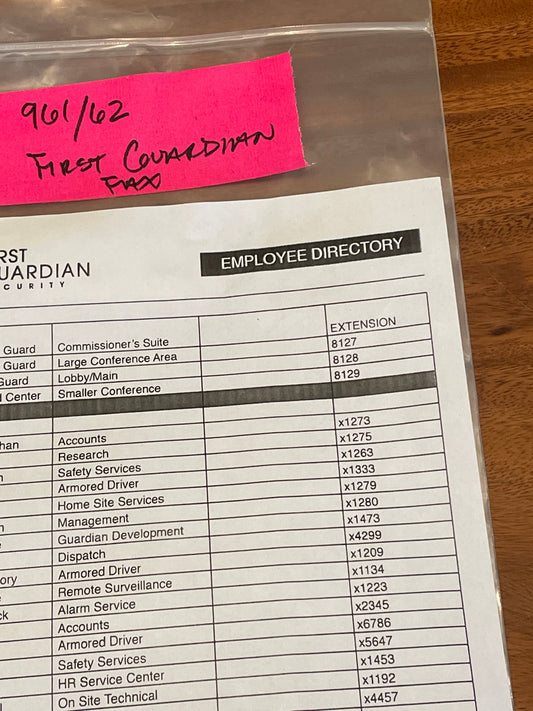 961/62
FIRST GUARDIAN
FAX
RST
UARDIAN
CURITY
EMPLOYEE DIRECTORY
Guard Commissioner's Suite EXTENSION
Guard Large Conference Area 8127
Guard Lobby/Main 8128
Center Smaller Conference 8129
han Accounts x1273
Research x1275
Safety Services x1263
Armored Driver x1333
Home Site Services x1279
Management x1280
Guardian Development x1473
Dispatch x4299
ory Armored Driver x1209
Remote Surveillance x1134
ck Alarm Service x1223
Accounts x2345
Armored Driver x6786
Safety Services x5647
HR Service Center x1453
On Site Technical x1192
x4457